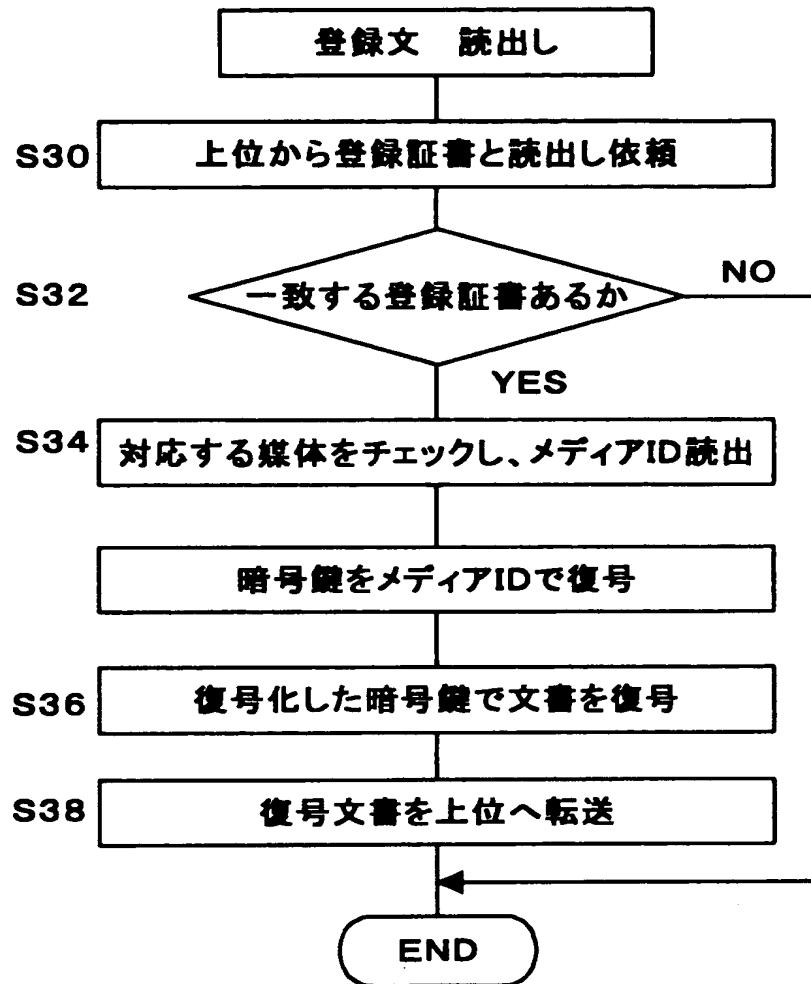 登録文　読出し
S30
上位から登録証書と読出し依頼
S32
一致する登録証書あるか
NO
YES
S34
対応する媒体をチェックし、メディアID読出
暗号鍵をメディアIDで復号
S36
復号化した暗号鍵で文書を復号
S38
復号文書を上位へ転送
END